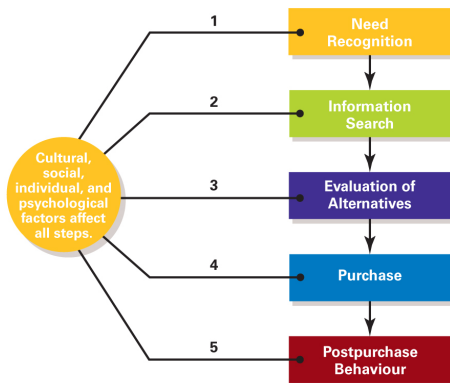 1
Need
Recognition
2
Information
Search
Cultural,
social,
individual, and
psychological
factors affect
all steps.
3
Evaluation of
Alternatives
4
Purchase
5
Postpurchase
Behaviour